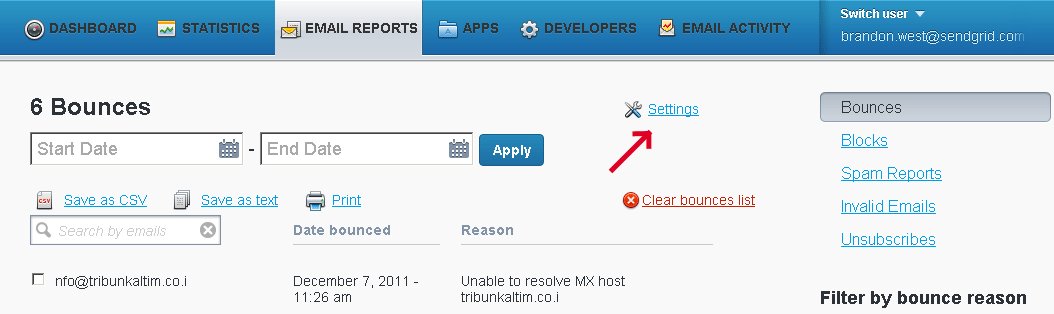 DASHBOARD STATISTICS EMAIL REPORTS APPS DEVELOPERS EMAIL ACTIVITY
Switch user
brandon.west@sendgrid.com
6 Bounces
Settings
Start Date - End Date Apply
Save as CSV Save as text Print
Clear bounces list
Search by emails Date bounced Reason
nfo@tribunkaltim.co.i December 7, 2011 - Unable to resolve MX host
11:26 am tribunkaltim.co.i
Bounces
Blocks
Spam Reports
Invalid Emails
Unsubscribes
Filter by bounce reason